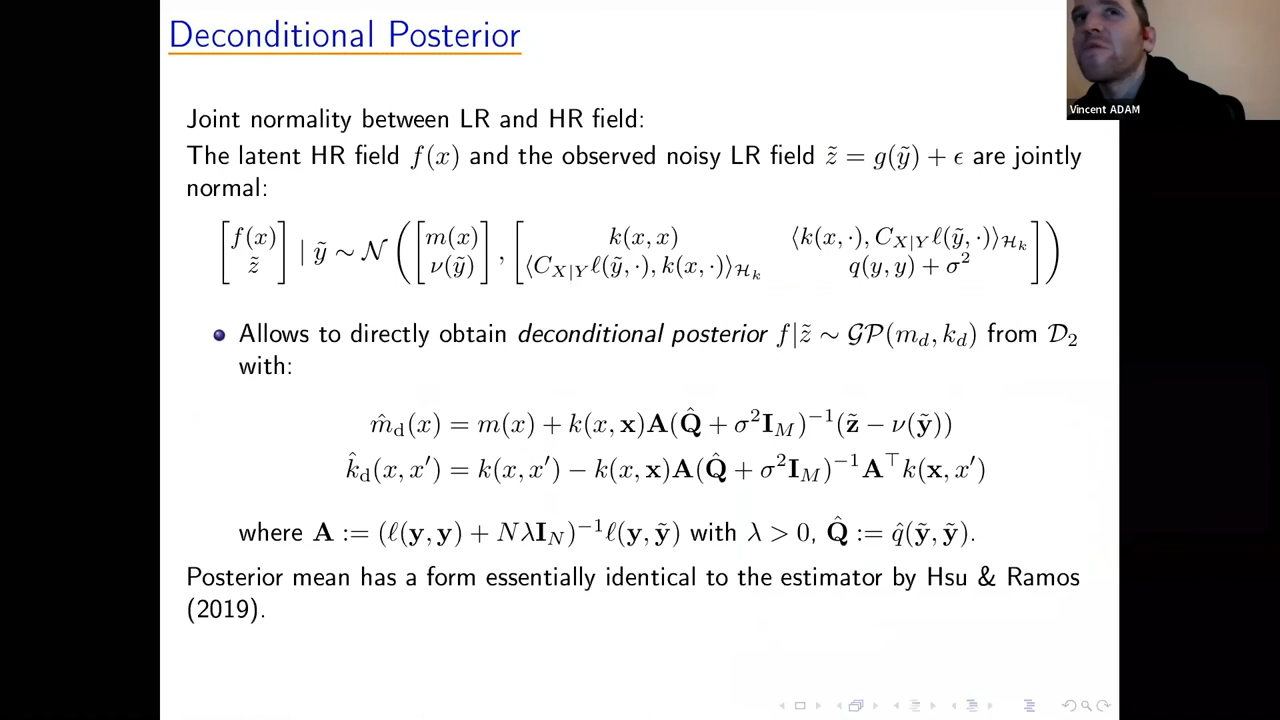 Deconditional Posterior
Vincent ADAM
Joint normality between LR and HR field:
The latent HR field f(x) and the observed noisy LR field z̃ = g(ỹ) + ϵ are jointly
normal:
[f(x) z̃] | ỹ ∼ 𝒩 ([m(x) ν(ỹ)], [k(x, x) ⟨k(x, ·), C_{X|Y} ℓ(ỹ, ·)⟩_{ℋ_k} ⟨C_{X|Y} ℓ(ỹ, ·), k(x, ·)⟩_{ℋ_k} q(y, y) + σ²])
Allows to directly obtain deconditional posterior f|z̃ ∼ 𝒢𝒫(m_d, k_d) from 𝒟₂
with:
m̂_d(x) = m(x) + k(x, 𝐱)𝐀(𝐐̂ + σ²𝐈_M)⁻¹(𝐳̃ − ν(𝐲̃))
k̂_d(x, x′) = k(x, x′) − k(x, 𝐱)𝐀(𝐐̂ + σ²𝐈_M)⁻¹𝐀^⊤k(𝐱, x′)
where 𝐀 := (ℓ(𝐲, 𝐲) + Nλ𝐈_N)⁻¹ℓ(𝐲, 𝐲̃) with λ > 0, 𝐐̂ := q̂(𝐲̃, 𝐲̃).
Posterior mean has a form essentially identical to the estimator by Hsu & Ramos
(2019).